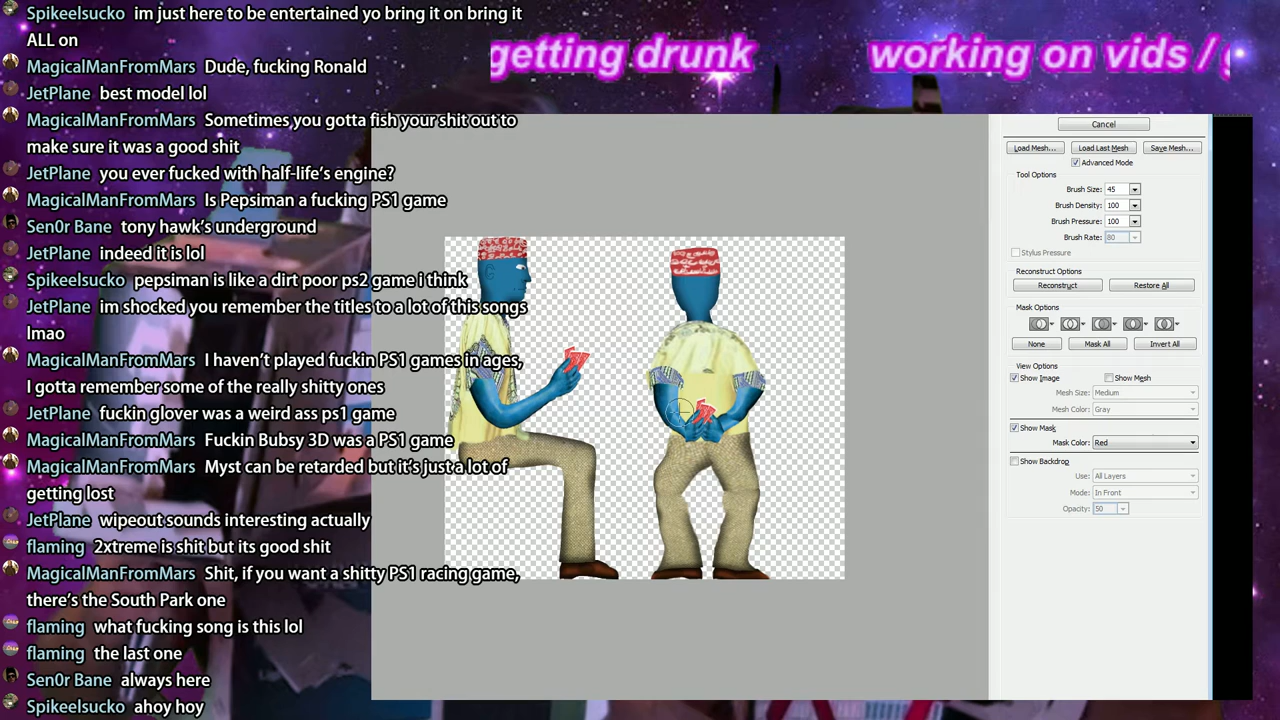 Spikeelsucko im just here to be entertained yo bring it on bring it
ALL on
MagicalManFromMars Dude, fucking Ronald
JetPlane best model lol
MagicalManFromMars Sometimes you gotta fish your shit out to
make sure it was a good shit
JetPlane you ever fucked with half-life's engine?
MagicalManFromMars Is Pepsiman a fucking PS1 game
Sen0r Bane tony hawk's underground
JetPlane indeed it is lol
Spikeelsucko pepsiman is like a dirt poor ps2 game i think
JetPlane im shocked you remember the titles to a lot of this songs
lmao
MagicalManFromMars I haven't played fuckin PS1 games in ages,
I gotta remember some of the really shitty ones
JetPlane fuckin glover was a weird ass ps1 game
MagicalManFromMars Fuckin Bubsy 3D was a PS1 game
MagicalManFromMars Myst can be retarded but it's just a lot of
getting lost
JetPlane wipeout sounds interesting actually
flaming 2xtreme is shit but its good shit
MagicalManFromMars Shit, if you want a shitty PS1 racing game,
there's the South Park one
flaming what fucking song is this lol
flaming the last one
Sen0r Bane always here
Spikeelsucko ahoy hoy
getting drunk working on vids /
Cancel
Load Mesh... Load Last Mesh Save Mesh...
Advanced Mode
Tool Options
Brush Size: 45
Brush Density: 100
Brush Pressure: 100
Brush Rate: 80
Stylus Pressure
Reconstruct Options
Reconstruct Restore All
Mask Options
None Mask All Invert All
View Options
Show Image Show Mesh
Mesh Size: Medium
Mesh Color: Gray
Show Mask
Mask Color: Red
Show Backdrop
Use: All Layers
Mode: In Front
Opacity: 50